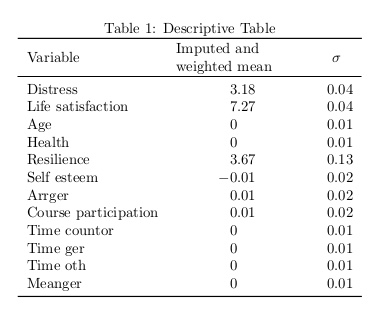 Table 1: Descriptive Table
Variable Imputed and weighted mean σ
Distress 3.18 0.04
Life satisfaction 7.27 0.04
Age 0 0.01
Health 0 0.01
Resilience 3.67 0.13
Self esteem −0.01 0.02
Arrger 0.01 0.02
Course participation 0.01 0.02
Time countor 0 0.01
Time ger 0 0.01
Time oth 0 0.01
Meanger 0 0.01